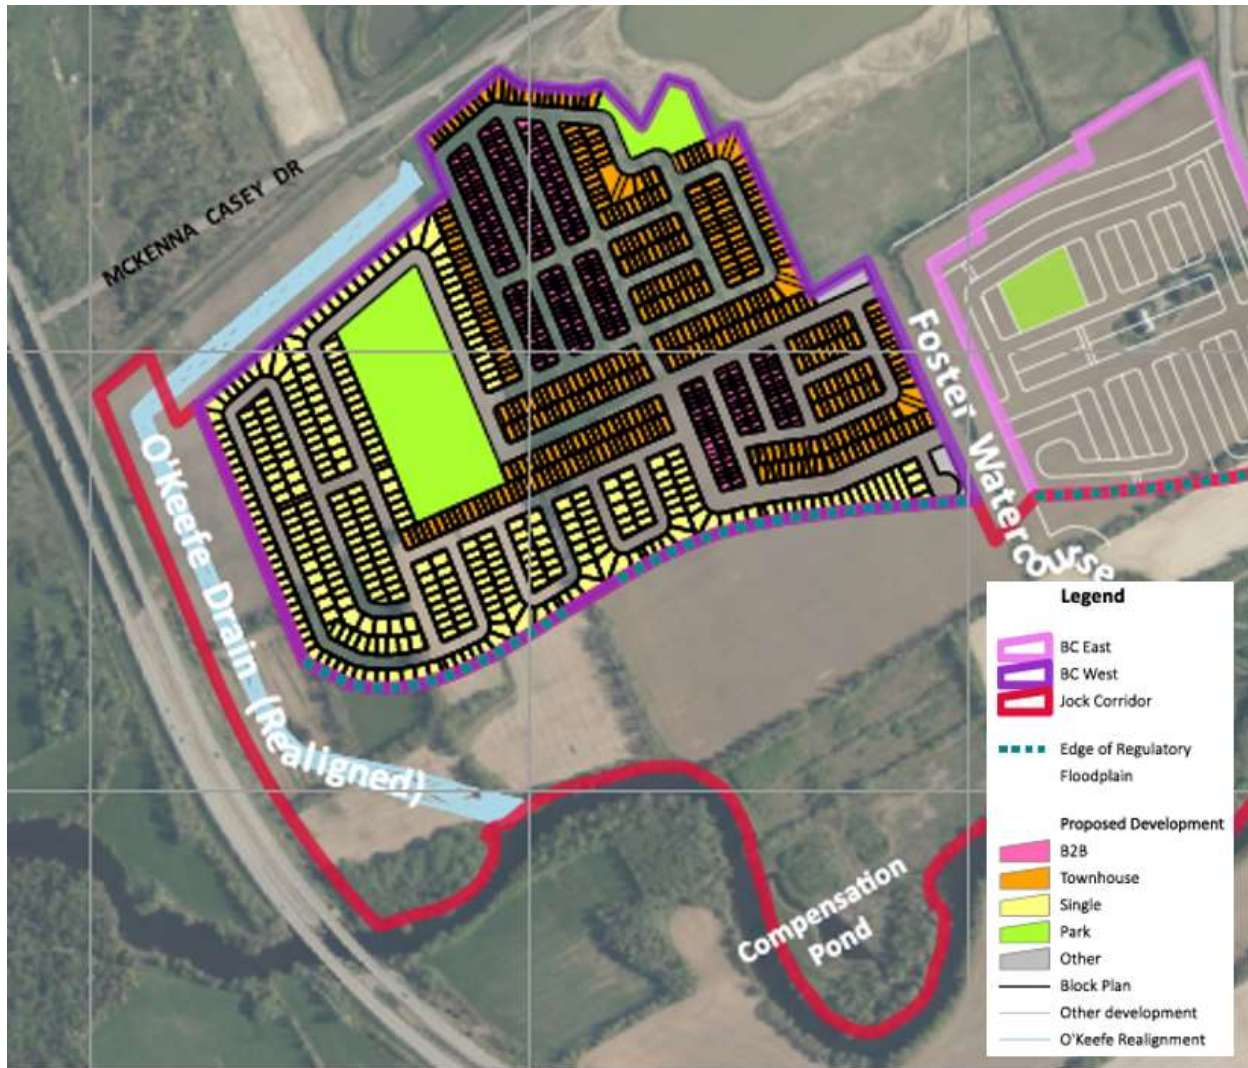 MCKENNA CASEY DR
Foster Watercourse
O'Keefe Drain (Realigned)
Compensation
Pond
Legend
BC East
BC West
Jock Corridor
Edge of Regulatory
Floodplain
Proposed Development
B2B
Townhouse
Single
Park
Other
Block Plan
Other development
O'Keefe Realignment